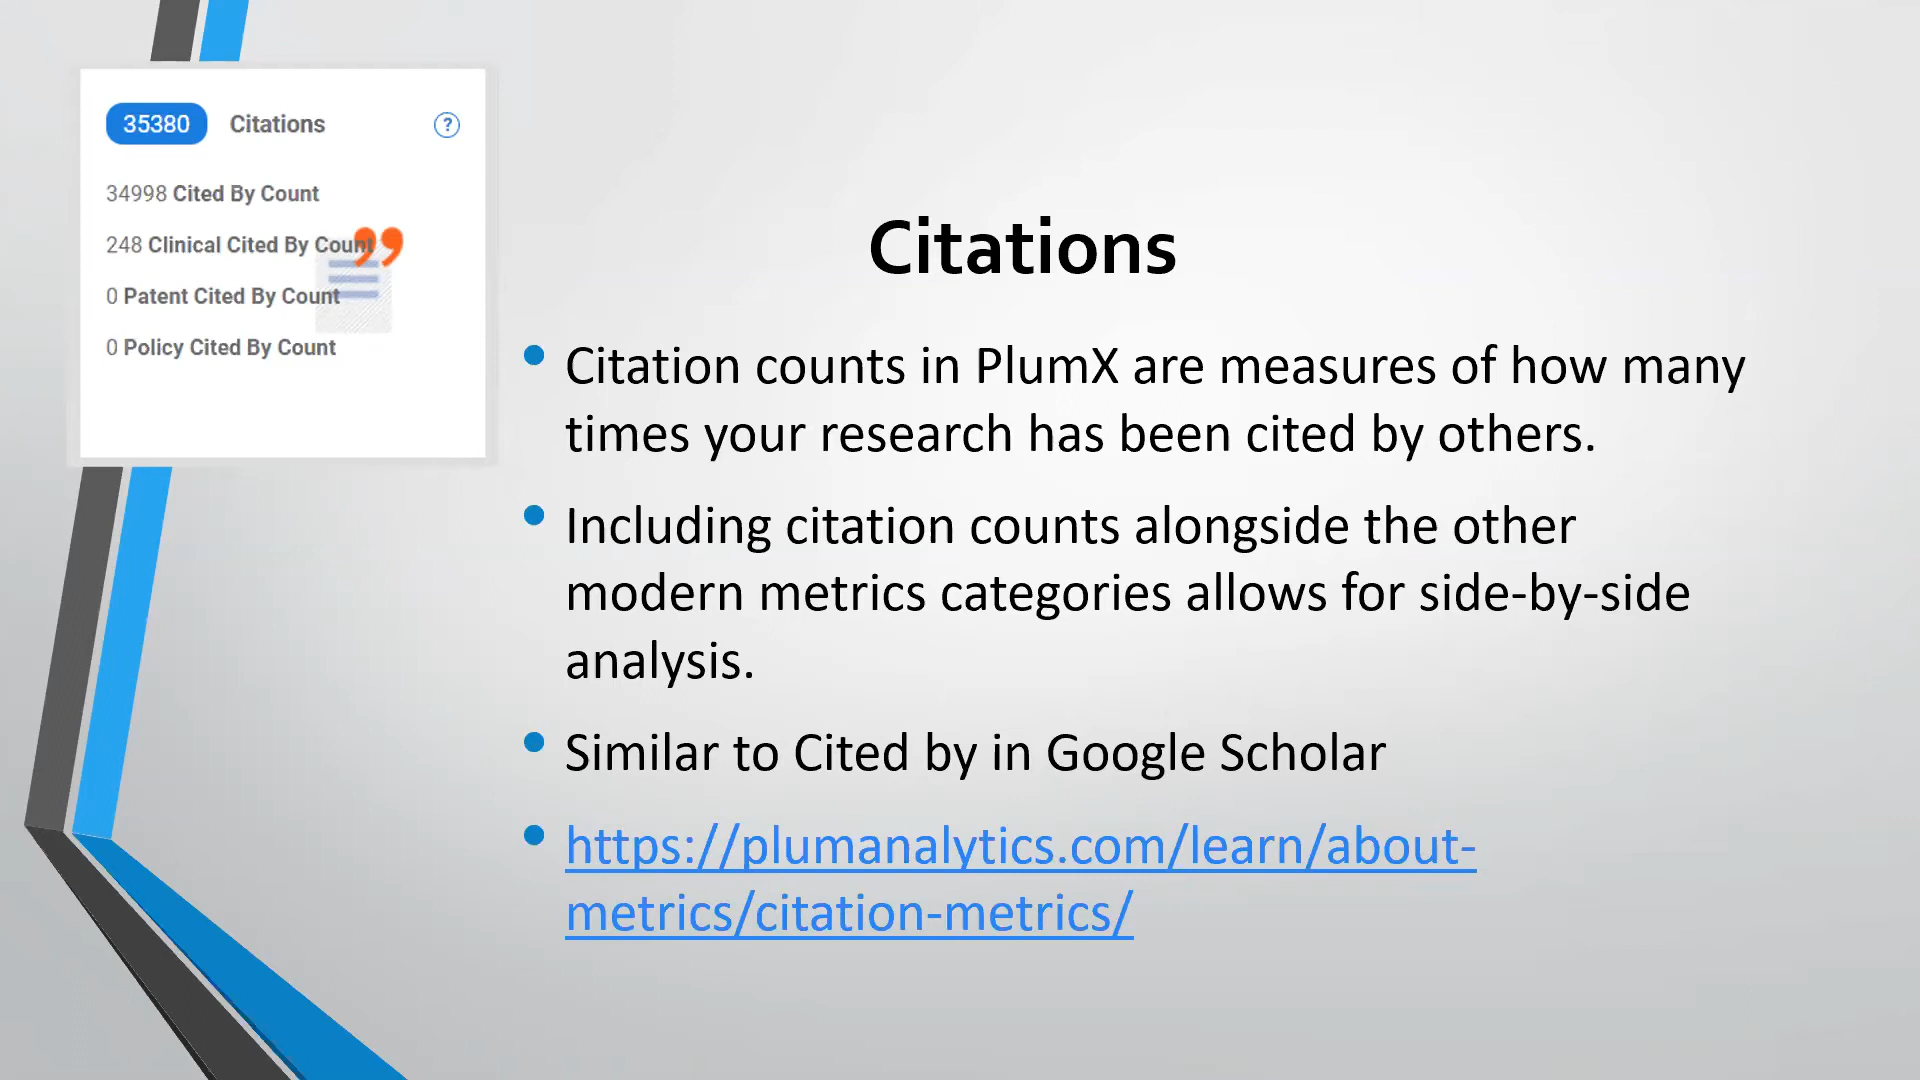 35380 Citations ?
34998 Cited By Count
248 Clinical Cited By Count
0 Patent Cited By Count
0 Policy Cited By Count
Citations
• Citation counts in PlumX are measures of how many
times your research has been cited by others.
• Including citation counts alongside the other
modern metrics categories allows for side-by-side
analysis.
• Similar to Cited by in Google Scholar
• https://plumanalytics.com/learn/about-
metrics/citation-metrics/